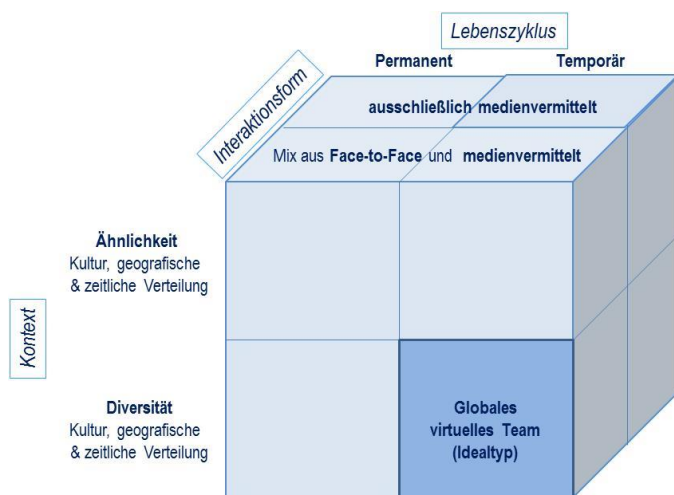 Lebenszyklus
Permanent
Temporär
Interaktionsform
ausschließlich medienvermittelt
Mix aus Face-to-Face und medienvermittelt
Kontext
Ähnlichkeit
Kultur, geografische
& zeitliche Verteilung
Diversität
Kultur, geografische
& zeitliche Verteilung
Globales
virtuelles Team
(Idealtyp)